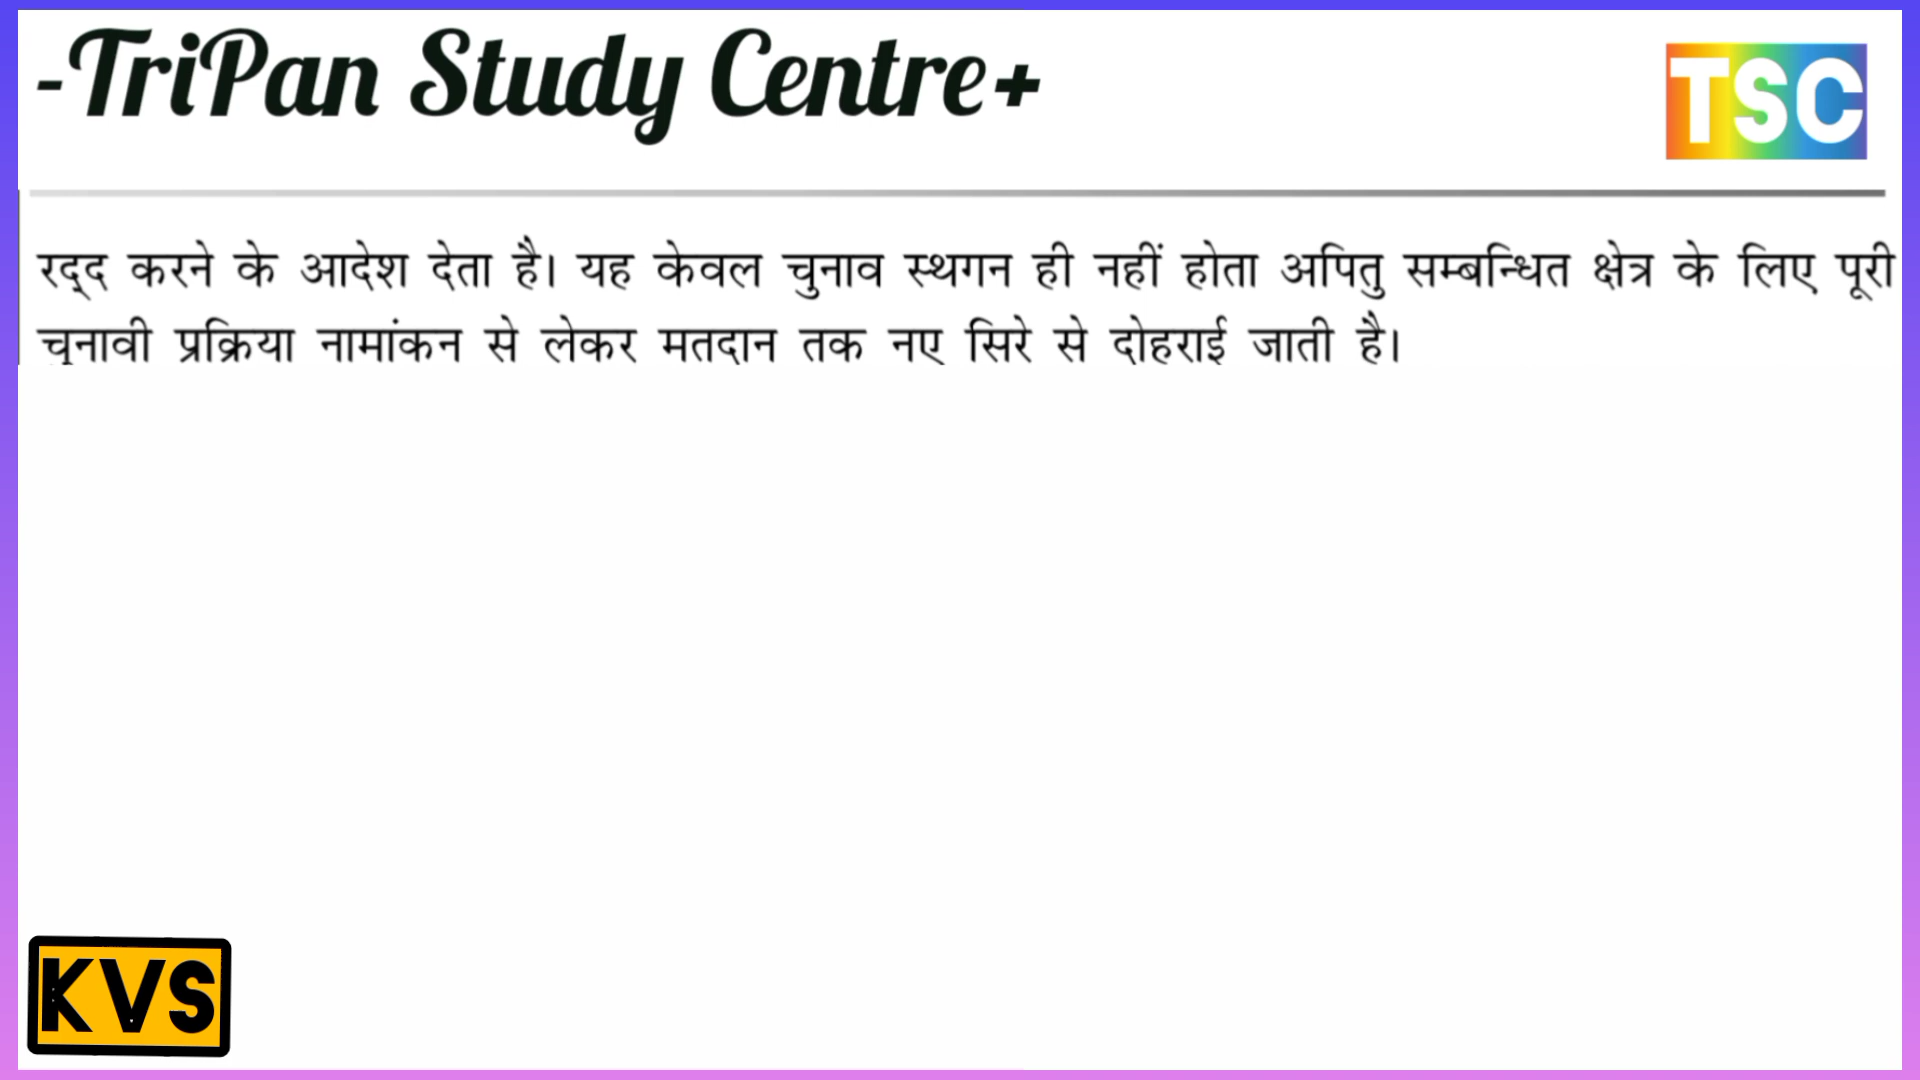 -TriPan Study Centre+
TSC
रद्द करने के आदेश देता है। यह केवल चुनाव स्थगन ही नहीं होता अपितु सम्बन्धित क्षेत्र के लिए पूरी
चुनावी प्रक्रिया नामांकन से लेकर मतदान तक नए सिरे से दोहराई जाती है।
KVS